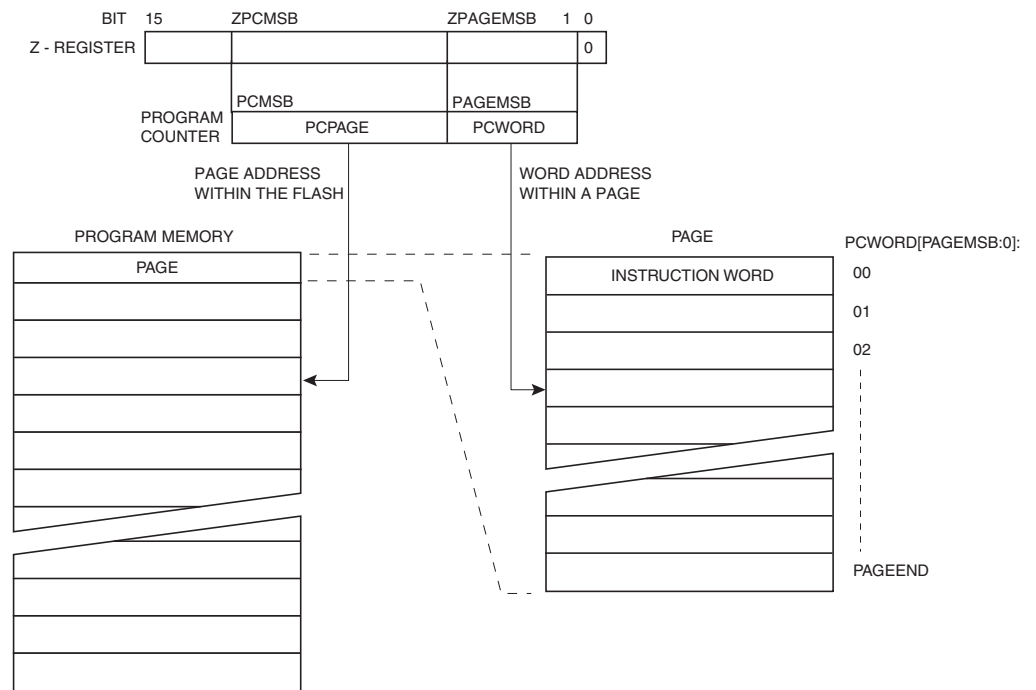 BIT 15 ZPCMSB ZPAGEMSB 1 0
Z - REGISTER 0
PCMSB PAGEMSB
PROGRAM
COUNTER
PCPAGE PCWORD
PAGE ADDRESS
WITHIN THE FLASH
WORD ADDRESS
WITHIN A PAGE
PROGRAM MEMORY
PAGE
PAGE
PCWORD[PAGEMSB:0]:
INSTRUCTION WORD
00
01
02
PAGEEND